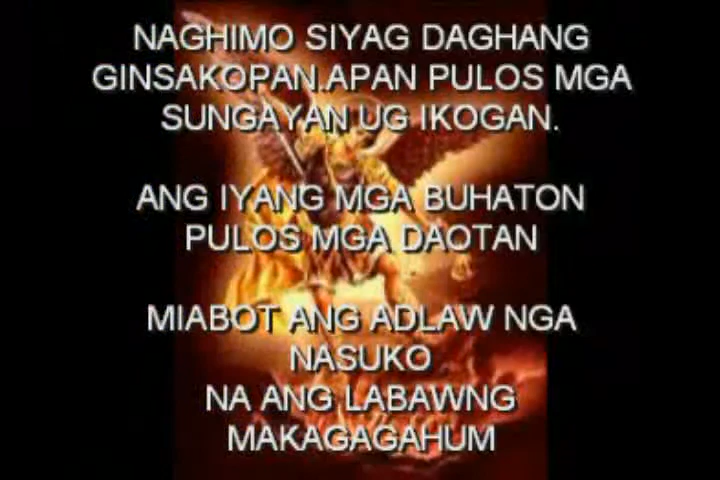 NAGHIMO SIYAG DAGHANG
GINSAKOPAN.APAN PULOS MGA
SUNGAYAN UG IKOGAN.
ANG IYANG MGA BUHATON
PULOS MGA DAOTAN
MIABOT ANG ADLAW NGA
NASUKO
NA ANG LABAWNG
MAKAGAGAHUM